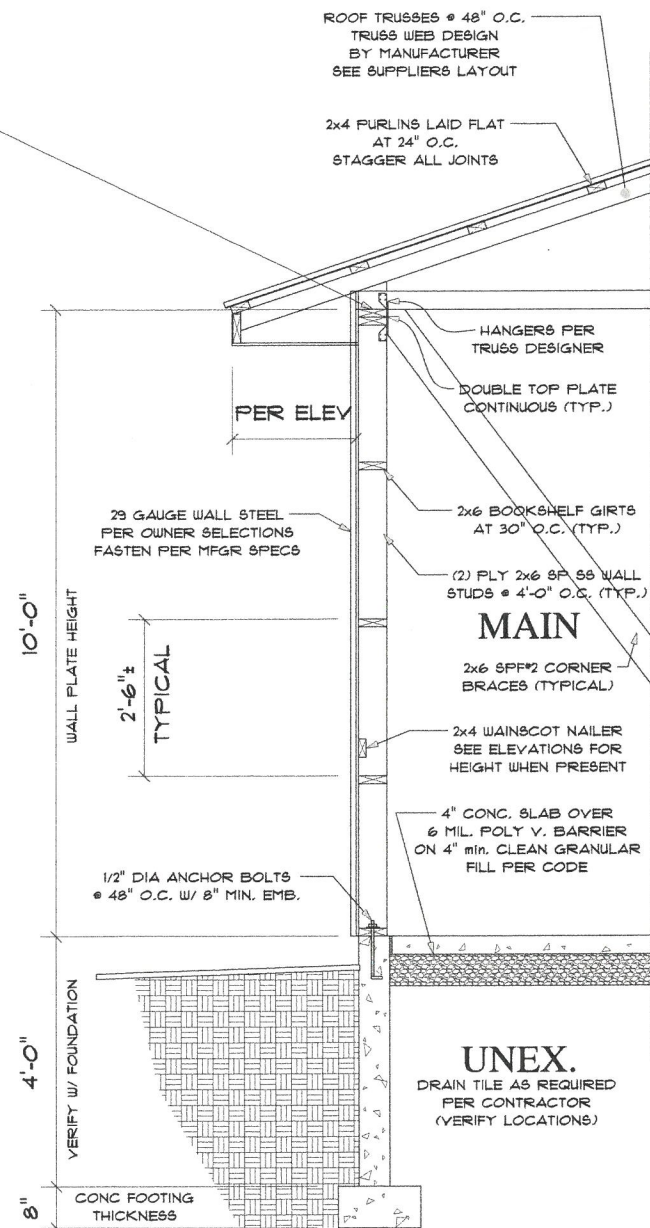 ROOF TRUSSES @ 48" O.C.
TRUSS WEB DESIGN
BY MANUFACTURER
SEE SUPPLIERS LAYOUT
2x4 PURLINS LAID FLAT
AT 24" O.C.
STAGGER ALL JOINTS
HANGERS PER
TRUSS DESIGNER
DOUBLE TOP PLATE
CONTINUOUS (TYP.)
PER ELEV
2x6 BOOKSHELF GIRTS
AT 30" O.C. (TYP.)
29 GAUGE WALL STEEL
PER OWNER SELECTIONS
FASTEN PER MFGR SPECS
(2) PLY 2x6 SP SS WALL
STUDS @ 4'-0" O.C. (TYP.)
MAIN
2x6 SPF#2 CORNER
BRACES (TYPICAL)
10'-0"
WALL PLATE HEIGHT
2'-6" ±
TYPICAL
2x4 WAINSCOT NAILER
SEE ELEVATIONS FOR
HEIGHT WHEN PRESENT
4" CONC. SLAB OVER
6 MIL. POLY V. BARRIER
ON 4" min. CLEAN GRANULAR
FILL PER CODE
1/2" DIA ANCHOR BOLTS
@ 48" O.C. W/ 8" MIN. EMB.
4'-0"
VERIFY W/ FOUNDATION
UNEX.
DRAIN TILE AS REQUIRED
PER CONTRACTOR
(VERIFY LOCATIONS)
8"
CONC FOOTING
THICKNESS